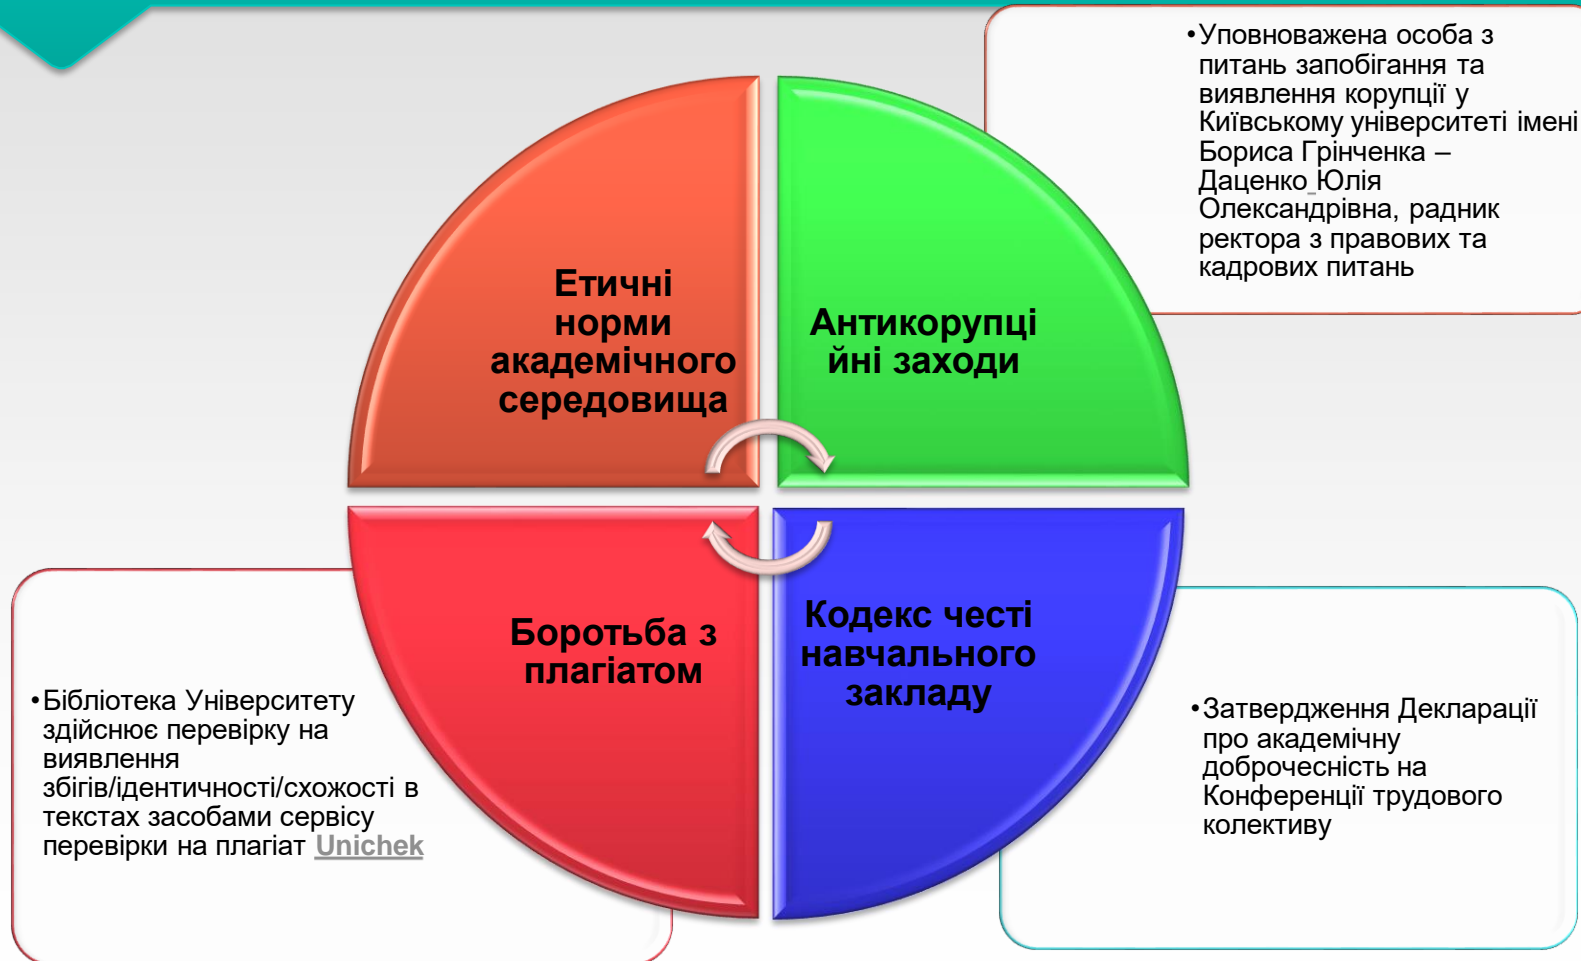 •Уповноважена особа з
питань запобігання та
виявлення корупції у
Київському університеті імені
Бориса Грінченка –
Даценко Юлія
Олександрівна, радник
ректора з правових та
кадрових питань
Етичні
норми
академічного
середовища
Антикорупці
йні заходи
Боротьба з
плагіатом
Кодекс честі
навчального
закладу
•Бібліотека Університету
здійснює перевірку на
виявлення
збігів/ідентичності/схожості в
текстах засобами сервісу
перевірки на плагіат Unichek
•Затвердження Декларації
про академічну
доброчесність на
Конференції трудового
колективу